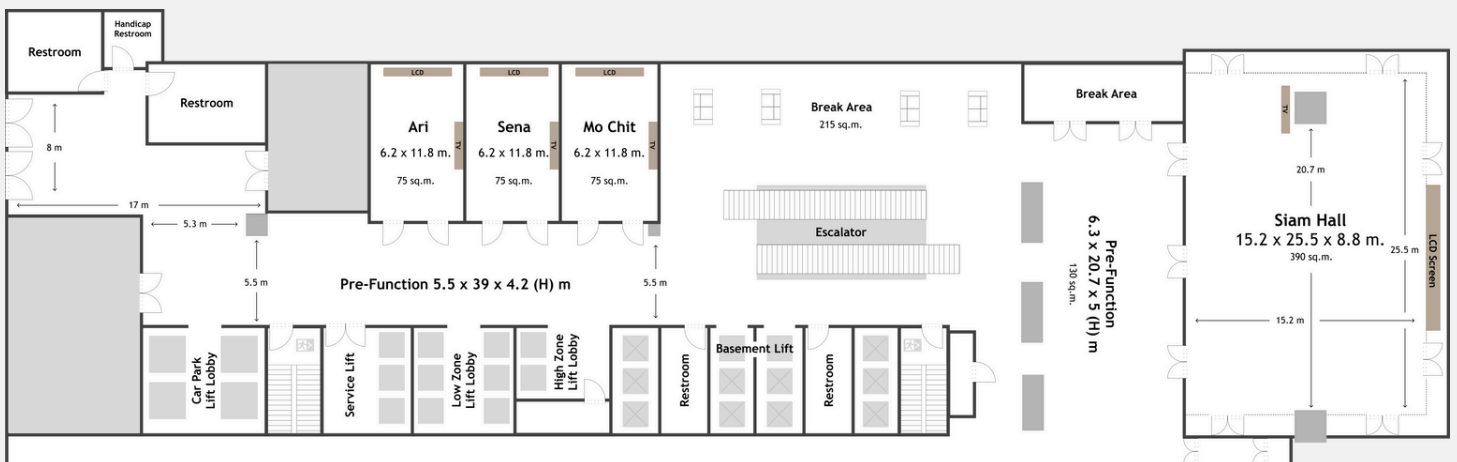 Handicap
Restroom
Restroom
Restroom
8 m
17 m
5.3 m
5.5 m
LCD
Ari
6.2 x 11.8 m.
75 sq.m.
TV
LCD
Sena
6.2 x 11.8 m.
75 sq.m.
TV
LCD
Mo Chit
6.2 x 11.8 m.
75 sq.m.
TV
Break Area
215 sq.m.
Escalator
Pre-Function 5.5 x 39 x 4.2 (H) m
5.5 m
Break Area
Pre-Function
6.3 x 20.7 x 5 (H) m
130 sq.m.
TV
20.7 m
Siam Hall
15.2 x 25.5 x 8.8 m.
390 sq.m.
25.5 m
15.2 m
LCD Screen
Car Park
Lift Lobby
Service Lift
Low Zone
Lift Lobby
High Zone
Lift Lobby
Restroom
Basement Lift
Restroom